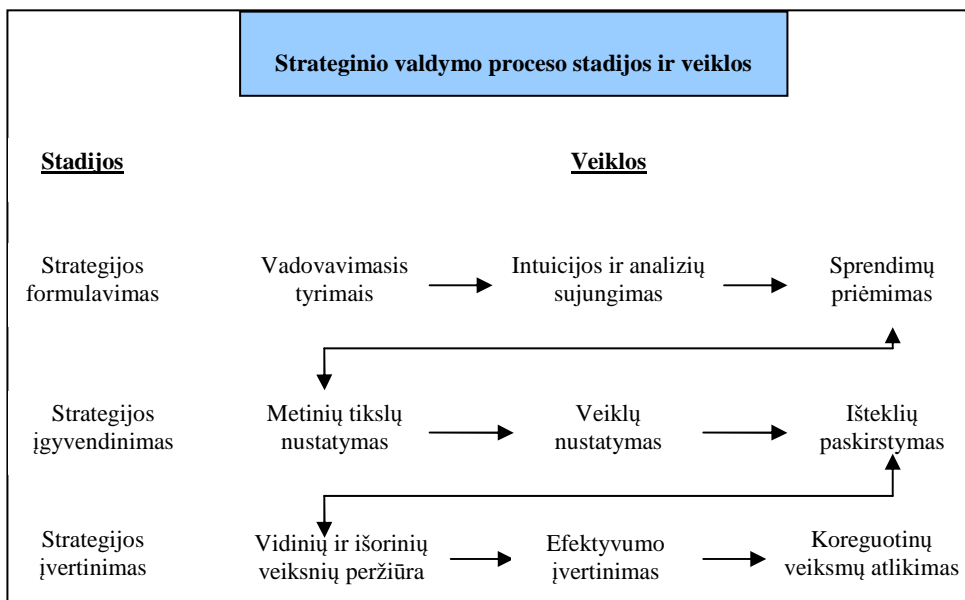 Strateginio valdymo proceso stadijos ir veiklos
Stadijos
Veiklos
Strategijos
formulavimas
Vadovavimasis
tyrimais
Intuicijos ir analizių
sujungimas
Sprendimų
priėmimas
Strategijos
įgyvendinimas
Metinių tikslų
nustatymas
Veiklų
nustatymas
Išteklių
paskirstymas
Strategijos
įvertinimas
Vidinių ir išorinių
veiksnių peržiūra
Efektyvumo
įvertinimas
Koreguotinų
veiksmų atlikimas